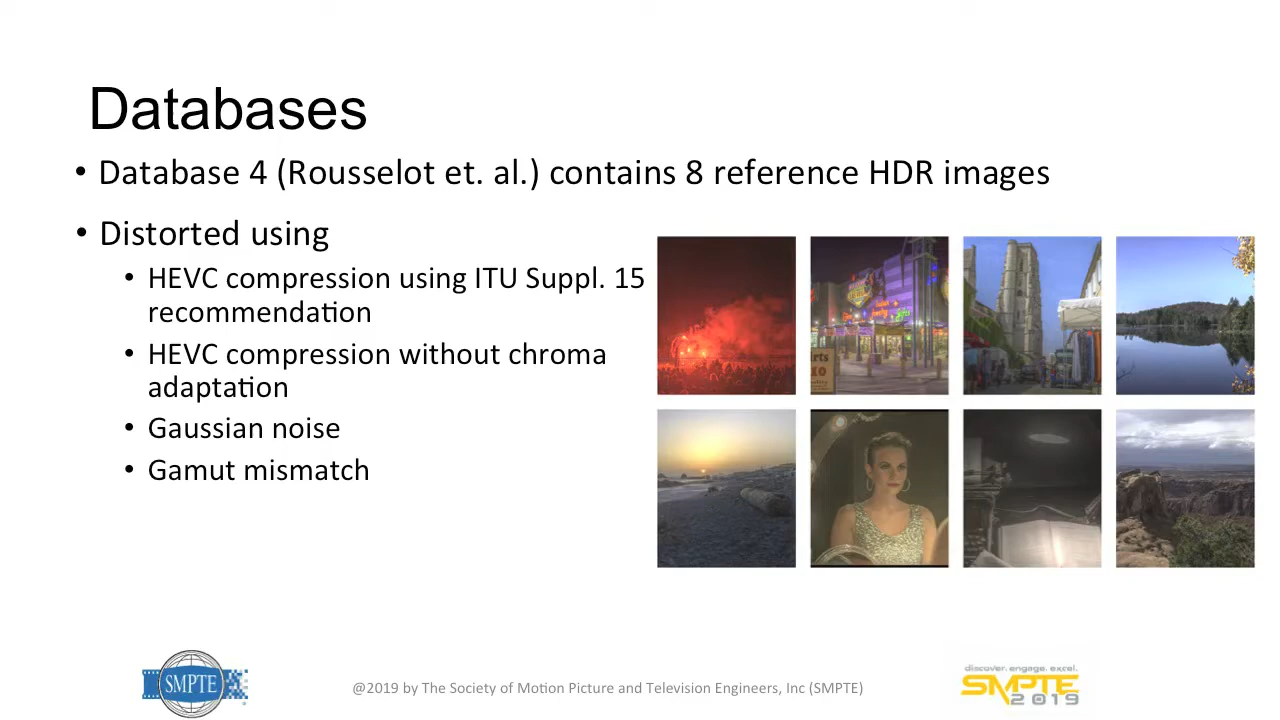 Databases
• Database 4 (Rousselot et. al.) contains 8 reference HDR images
• Distorted using
• HEVC compression using ITU Suppl. 15
recommendation
• HEVC compression without chroma
adaptation
• Gaussian noise
• Gamut mismatch
arts
10
SMPTE
@2019 by The Society of Motion Picture and Television Engineers, Inc (SMPTE)
discover. engage. excel.
SMPTE
2019